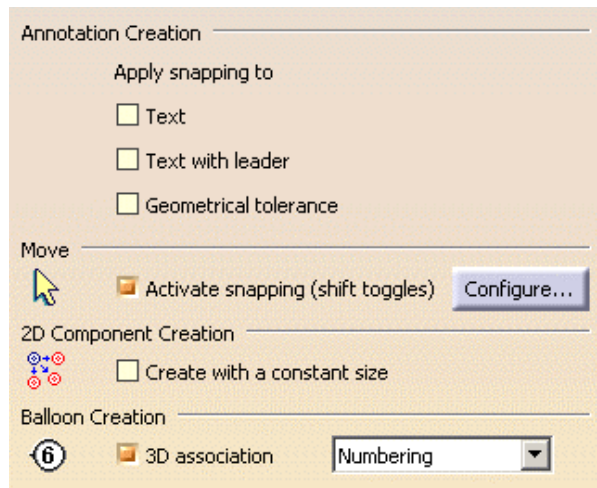 Annotation Creation
Apply snapping to
Text
Text with leader
Geometrical tolerance
Move
Activate snapping (shift toggles) Configure...
2D Component Creation
Create with a constant size
Balloon Creation
6 3D association Numbering